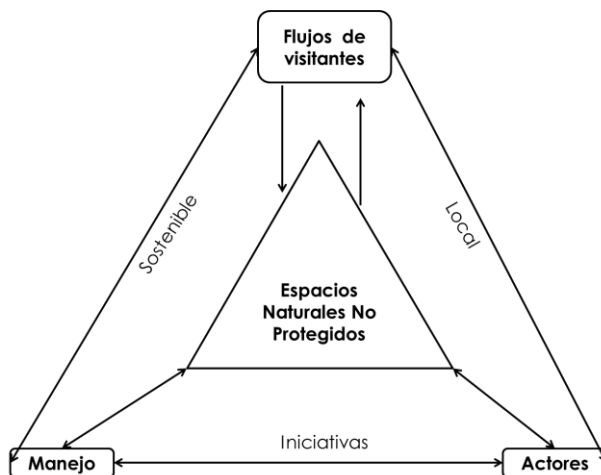 Flujos de
visitantes
Sostenible
Local
Espacios
Naturales No
Protegidos
Iniciativas
Manejo
Actores